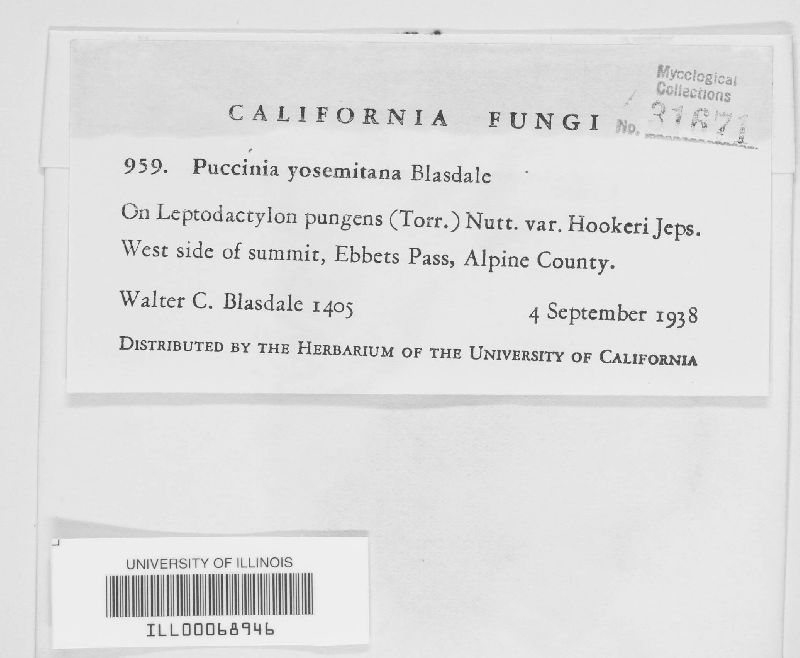 Mycological
Collections
No. 31671
CALIFORNIA FUNGI
959. Puccinia yosemitana Blasdale
On Leptodactylon pungens (Torr.) Nutt. var. Hookeri Jeps.
West side of summit, Ebbets Pass, Alpine County.
Walter C. Blasdale 1405 4 September 1938
DISTRIBUTED BY THE HERBARIUM OF THE UNIVERSITY OF CALIFORNIA
UNIVERSITY OF ILLINOIS
ILL00068946